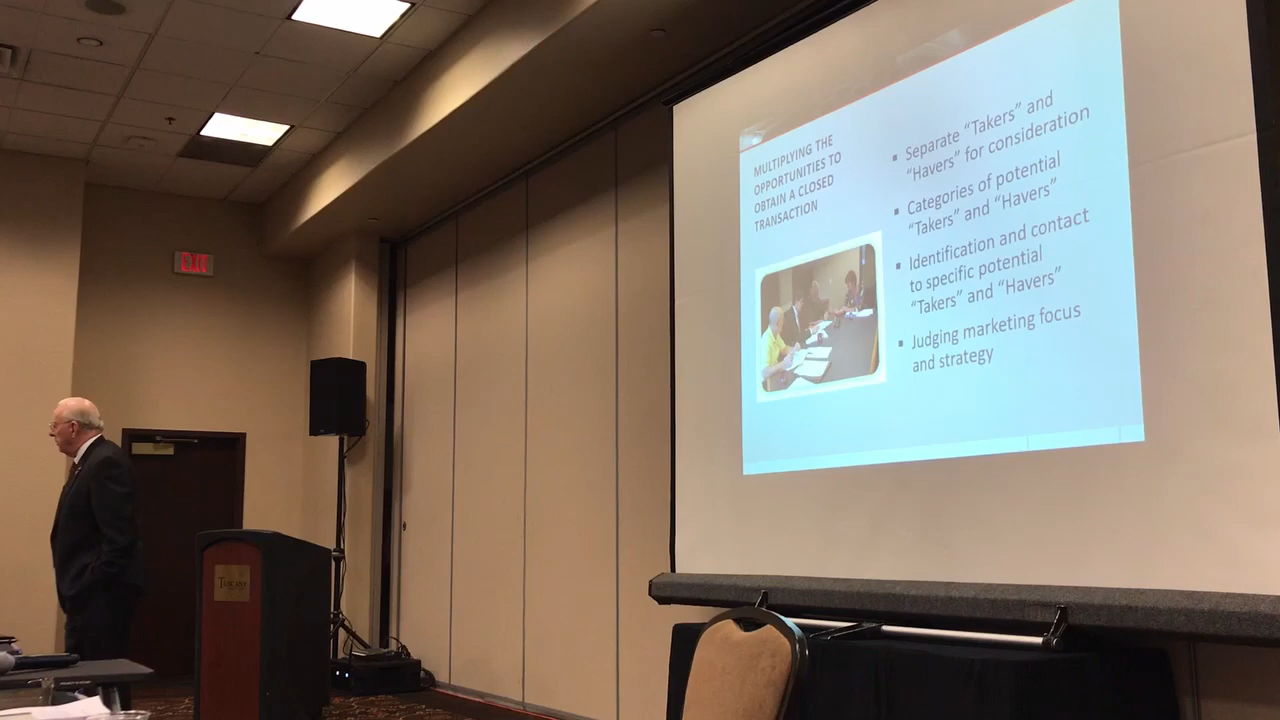 EXIT
TUSCANY
MULTIPLYING THE
OPPORTUNITIES TO
OBTAIN A CLOSED
TRANSACTION
▪ Separate “Takers” and
“Havers” for consideration
▪ Categories of potential
“Takers” and “Havers”
▪ Identification and contact
to specific potential
“Takers” and “Havers”
▪ Judging marketing focus
and strategy